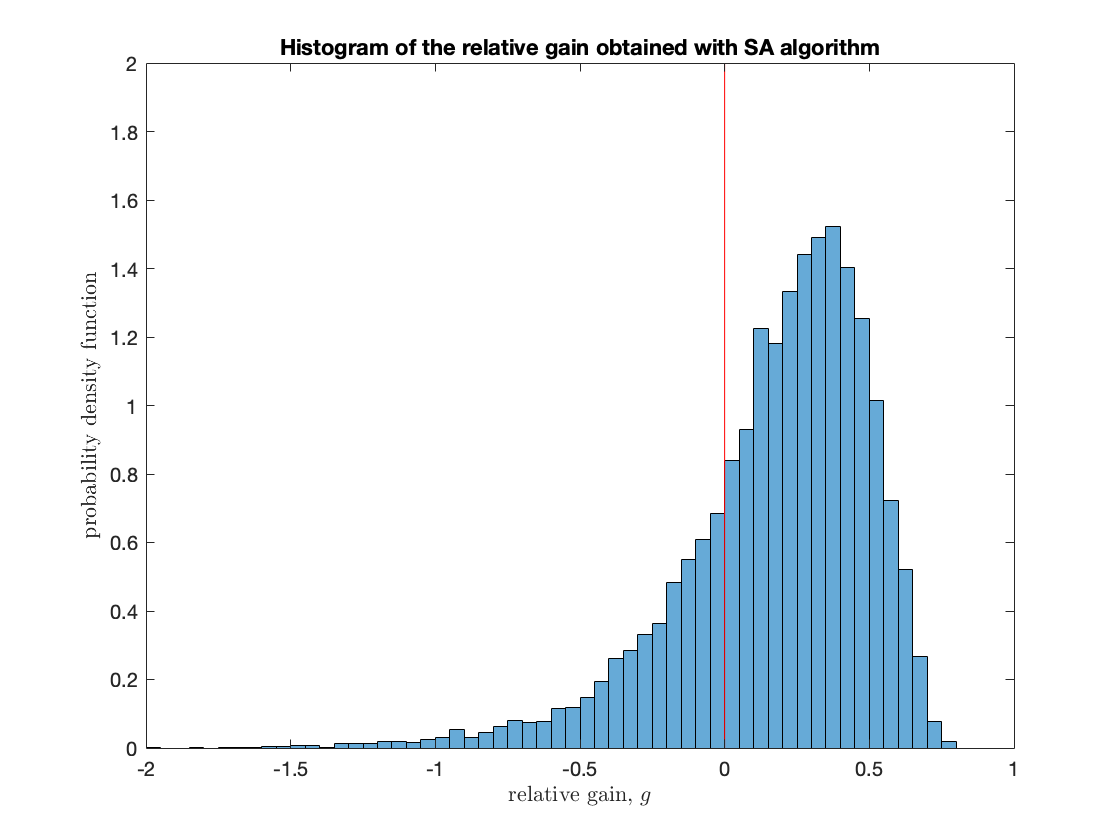 Histogram of the relative gain obtained with SA algorithm
2
1.8
1.6
1.4
1.2
1
0.8
0.6
0.4
0.2
0
probability density function
-2 -1.5 -1 -0.5 0 0.5 1
relative gain, g